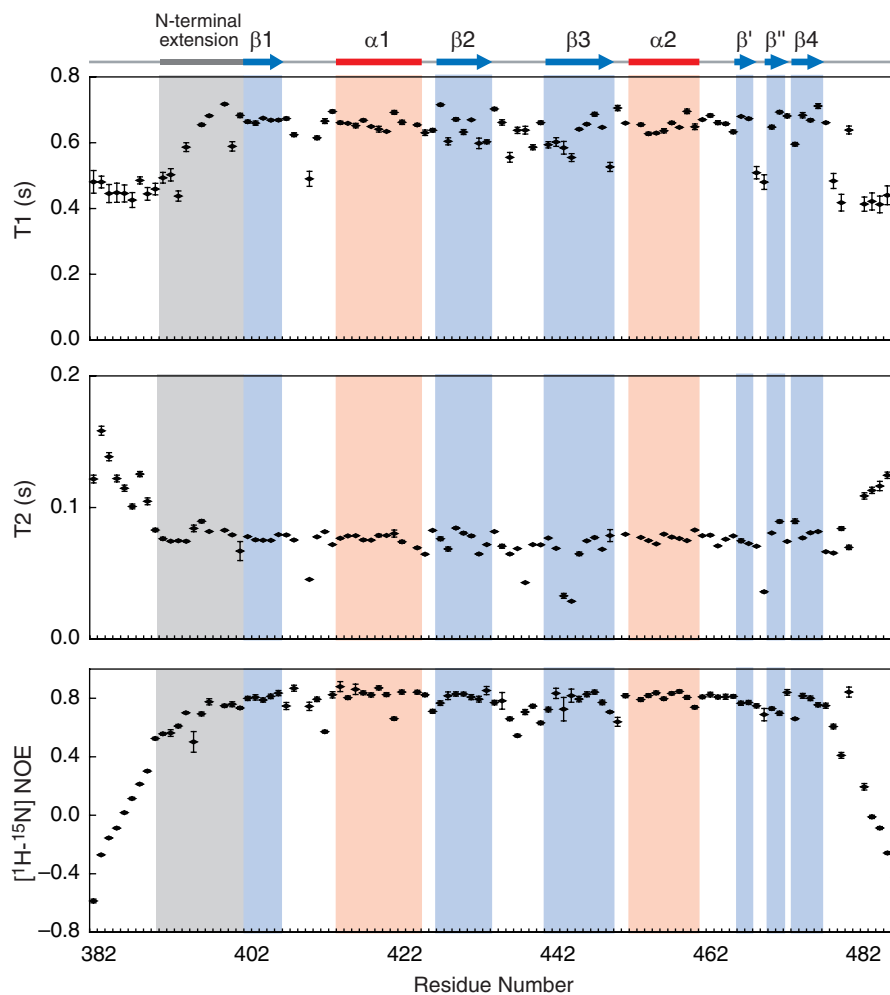 N-terminal
extension
β1
α1
β2
β3
α2
β'
β"
β4
0.8
0.6
0.4
0.2
0.0
T1 (s)
0.2
0.1
0.0
T2 (s)
0.8
0.4
0.0
−0.4
−0.8
[¹H-¹⁵N] NOE
382
402
422
442
462
482
Residue Number